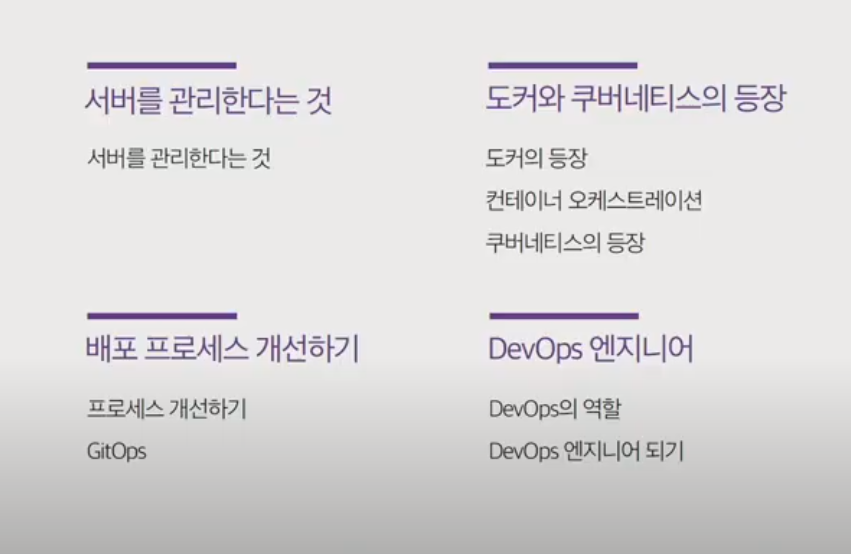 서버를 관리한다는 것
서버를 관리한다는 것
도커와 쿠버네티스의 등장
도커의 등장
컨테이너 오케스트레이션
쿠버네티스의 등장
배포 프로세스 개선하기
프로세스 개선하기
GitOps
DevOps 엔지니어
DevOps의 역할
DevOps 엔지니어 되기